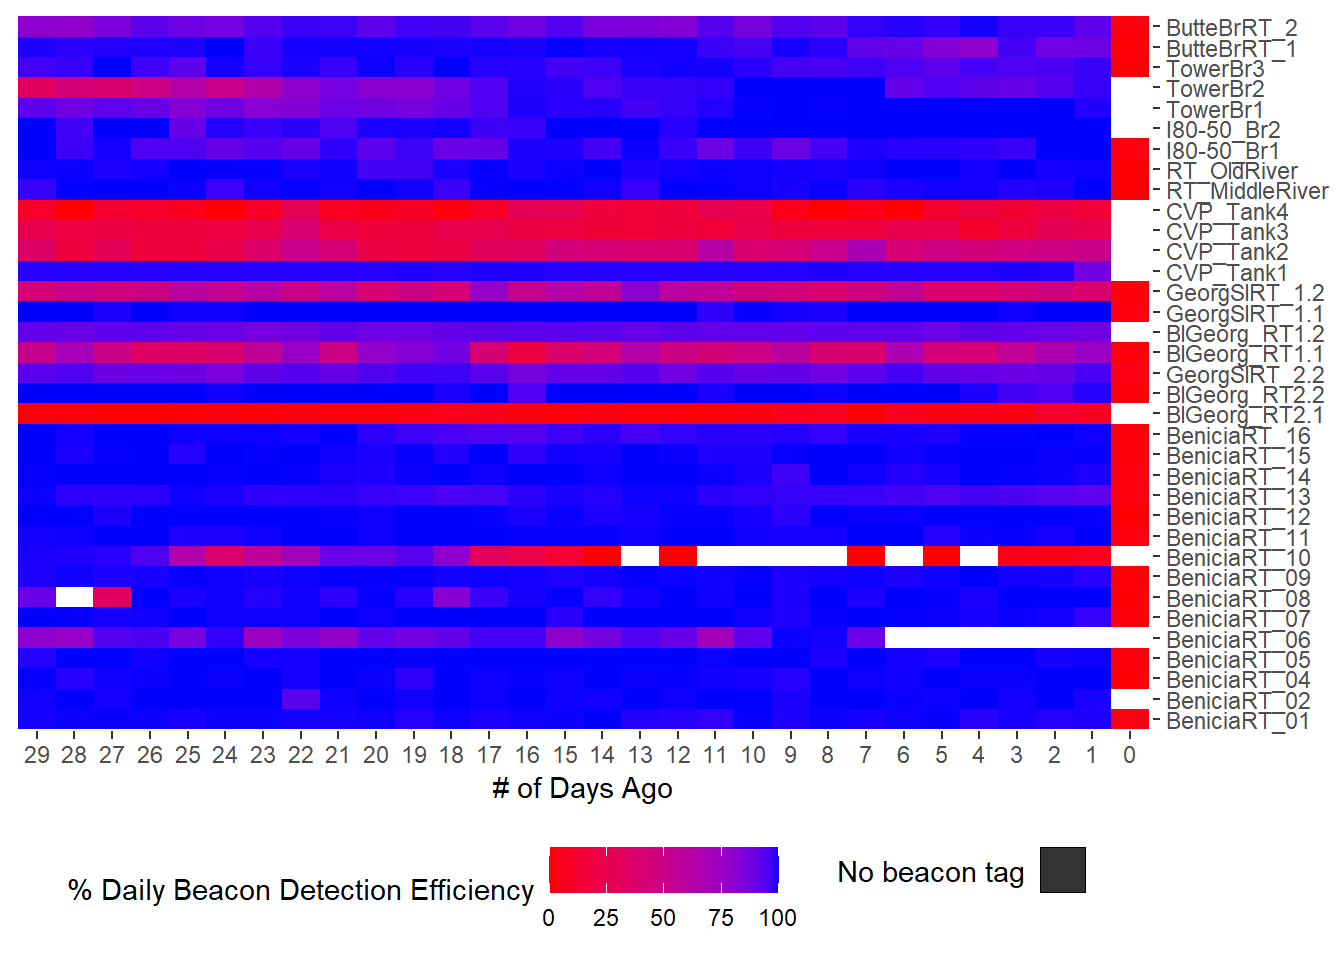 ButteBrRT_2
ButteBrRT_1
TowerBr3
TowerBr2
TowerBr1
I80-50_Br2
I80-50_Br1
RT_OldRiver
RT_MiddleRiver
CVP_Tank4
CVP_Tank3
CVP_Tank2
CVP_Tank1
GeorgSlRT_1.2
GeorgSlRT_1.1
BlGeorg_RT1.2
BlGeorg_RT1.1
GeorgSlRT_2.2
BlGeorg_RT2.2
BlGeorg_RT2.1
BeniciaRT_16
BeniciaRT_15
BeniciaRT_14
BeniciaRT_13
BeniciaRT_12
BeniciaRT_11
BeniciaRT_10
BeniciaRT_09
BeniciaRT_08
BeniciaRT_07
BeniciaRT_06
BeniciaRT_05
BeniciaRT_04
BeniciaRT_02
BeniciaRT_01
29 28 27 26 25 24 23 22 21 20 19 18 17 16 15 14 13 12 11 10 9 8 7 6 5 4 3 2 1 0
# of Days Ago
% Daily Beacon Detection Efficiency
0 25 50 75 100
No beacon tag